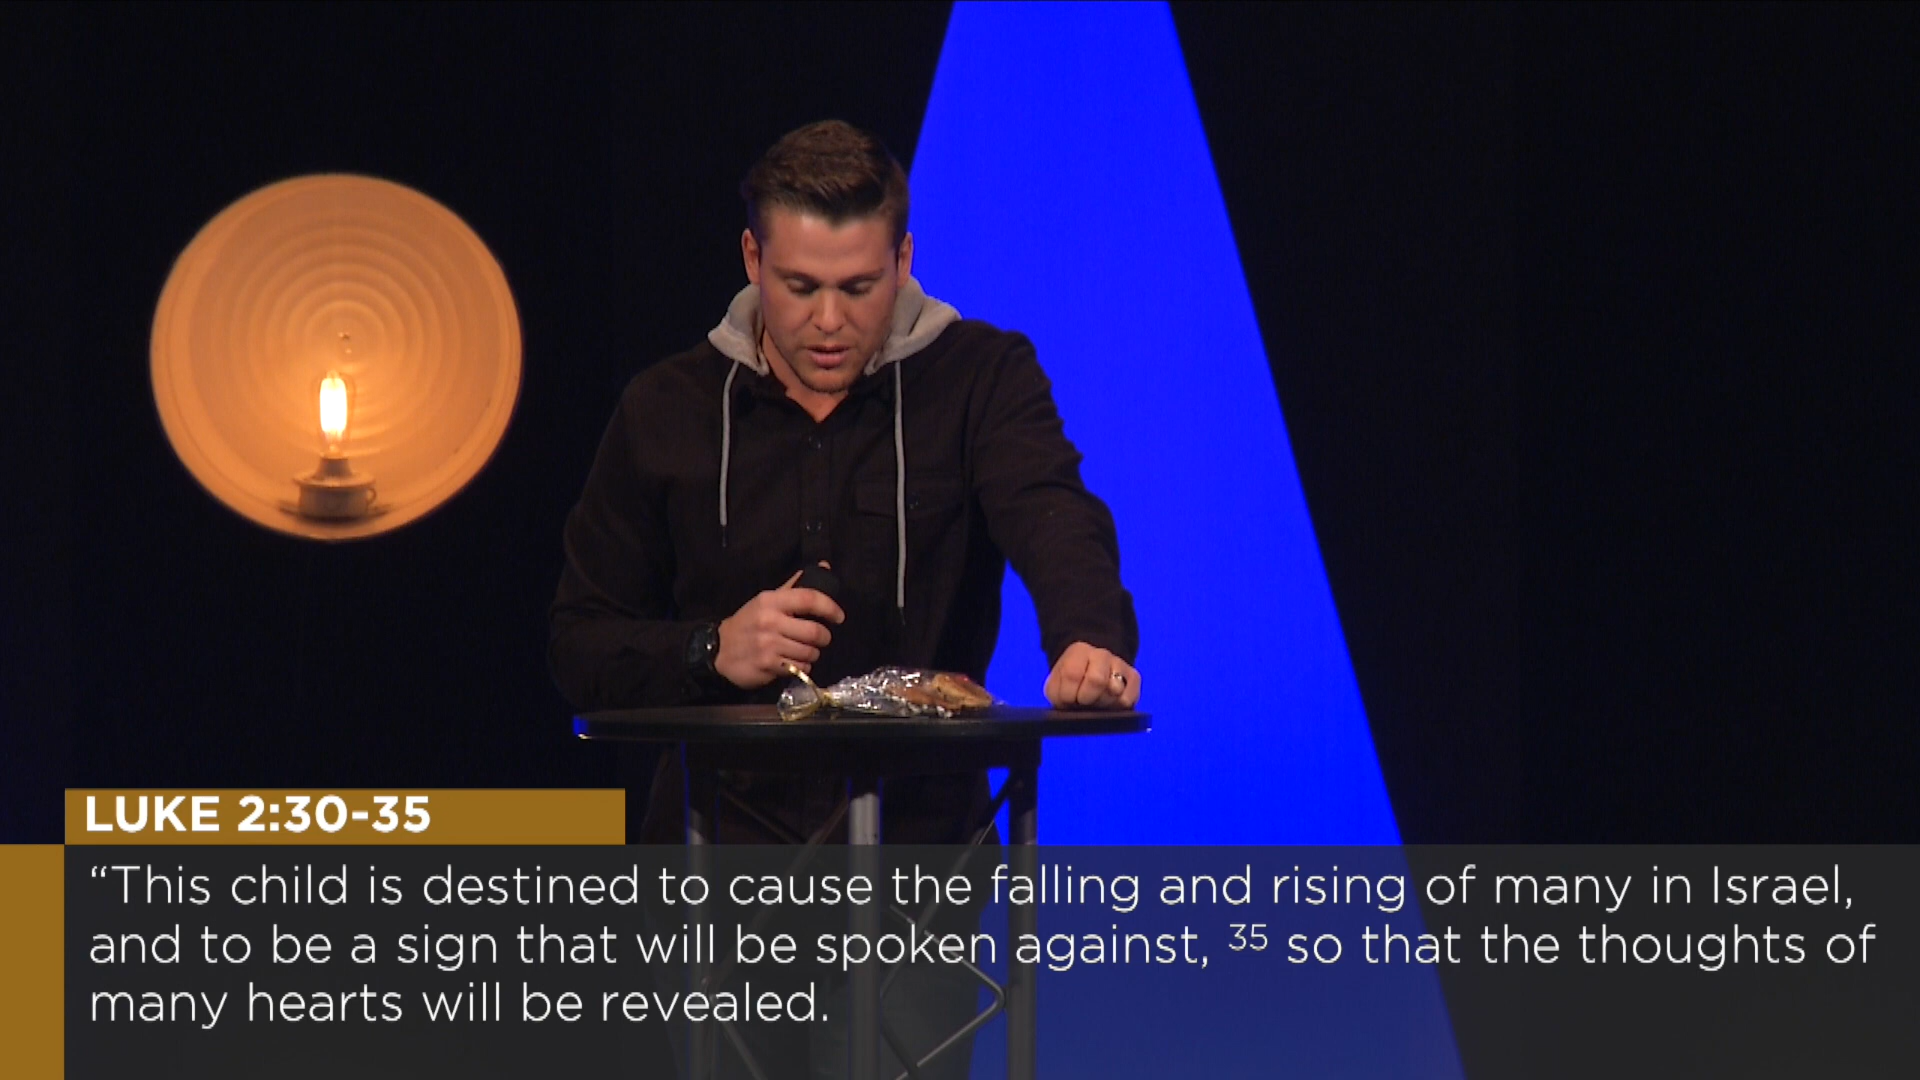 LUKE 2:30-35
“This child is destined to cause the falling and rising of many in Israel,
and to be a sign that will be spoken against, ³⁵ so that the thoughts of
many hearts will be revealed.